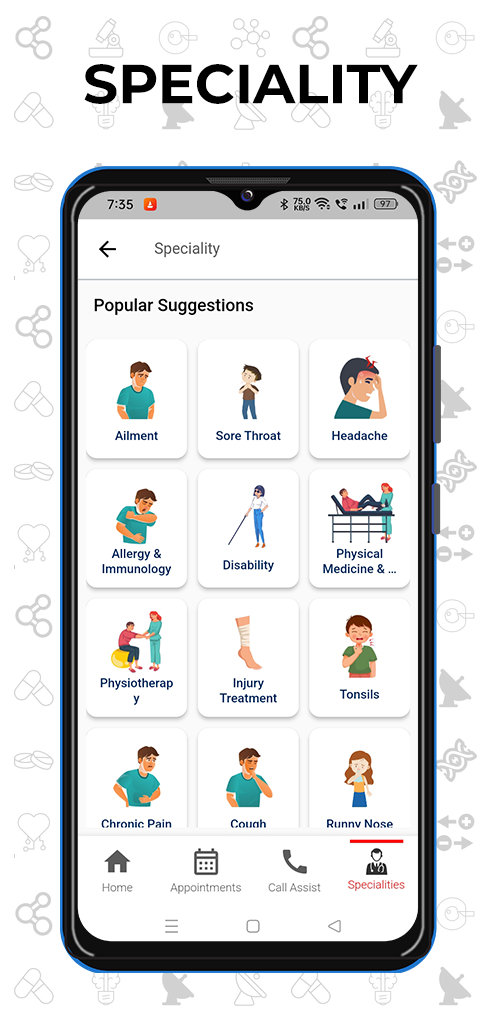 SPECIALITY
7:35
75.0
KB/S
97
Speciality
Popular Suggestions
Ailment
Sore Throat
Headache
Allergy &
Immunology
Disability
Physical
Medicine & ...
Physiotherap
y
Injury
Treatment
Tonsils
Chronic Pain
Cough
Runny Nose
Home
Appointments
Call Assist
Specialities